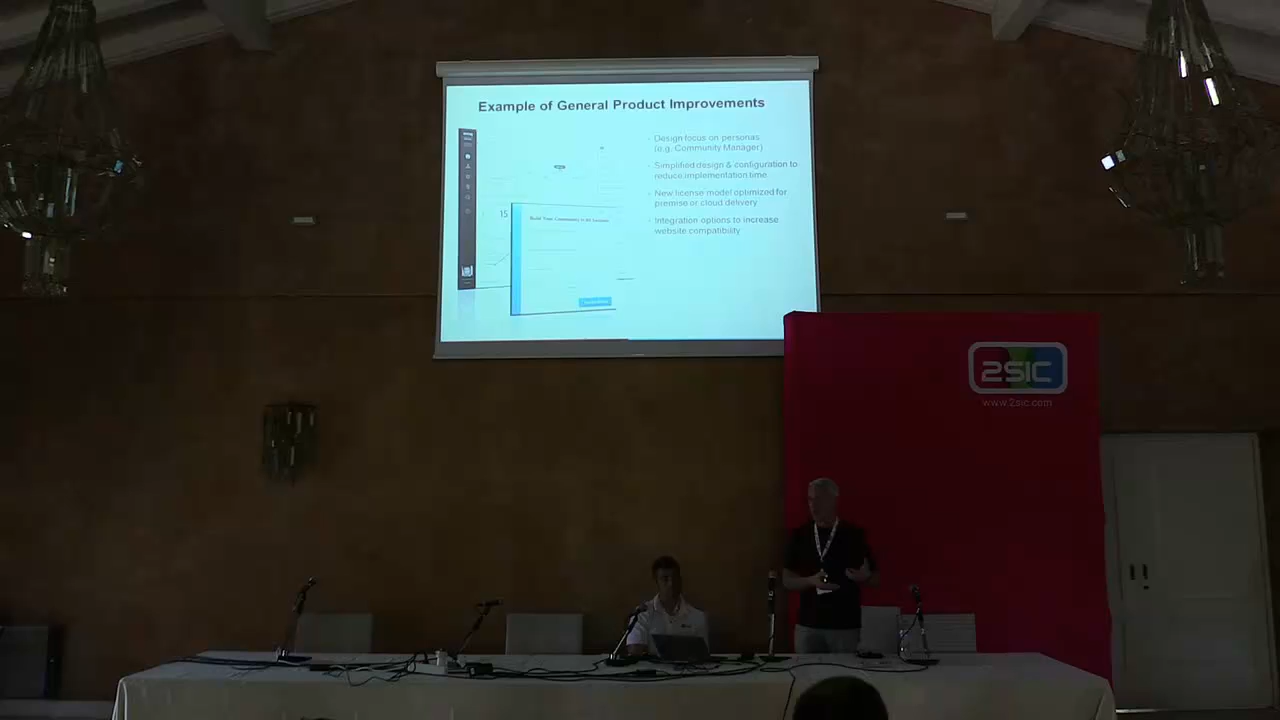 Example of General Product Improvements
- Design focus on personas
(e.g. Community Manager)
- Simplified design & configuration to
reduce implementation time
- New license model optimized for
premise or cloud delivery
- Integration options to increase
website compatibility
15
2SIC
www.2sic.com